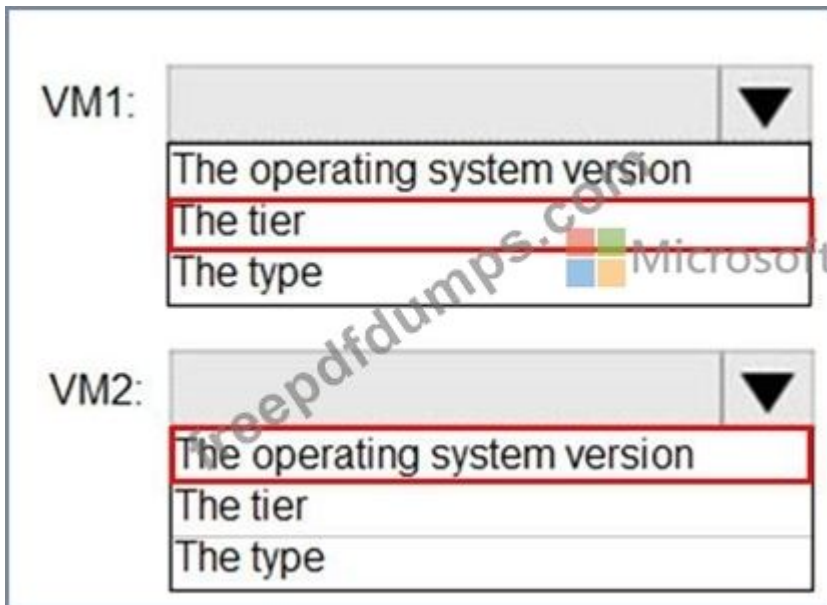 VM1:
The operating system version
The tier
The type
Microsoft
freepdfdumps.com
VM2:
The operating system version
The tier
The type